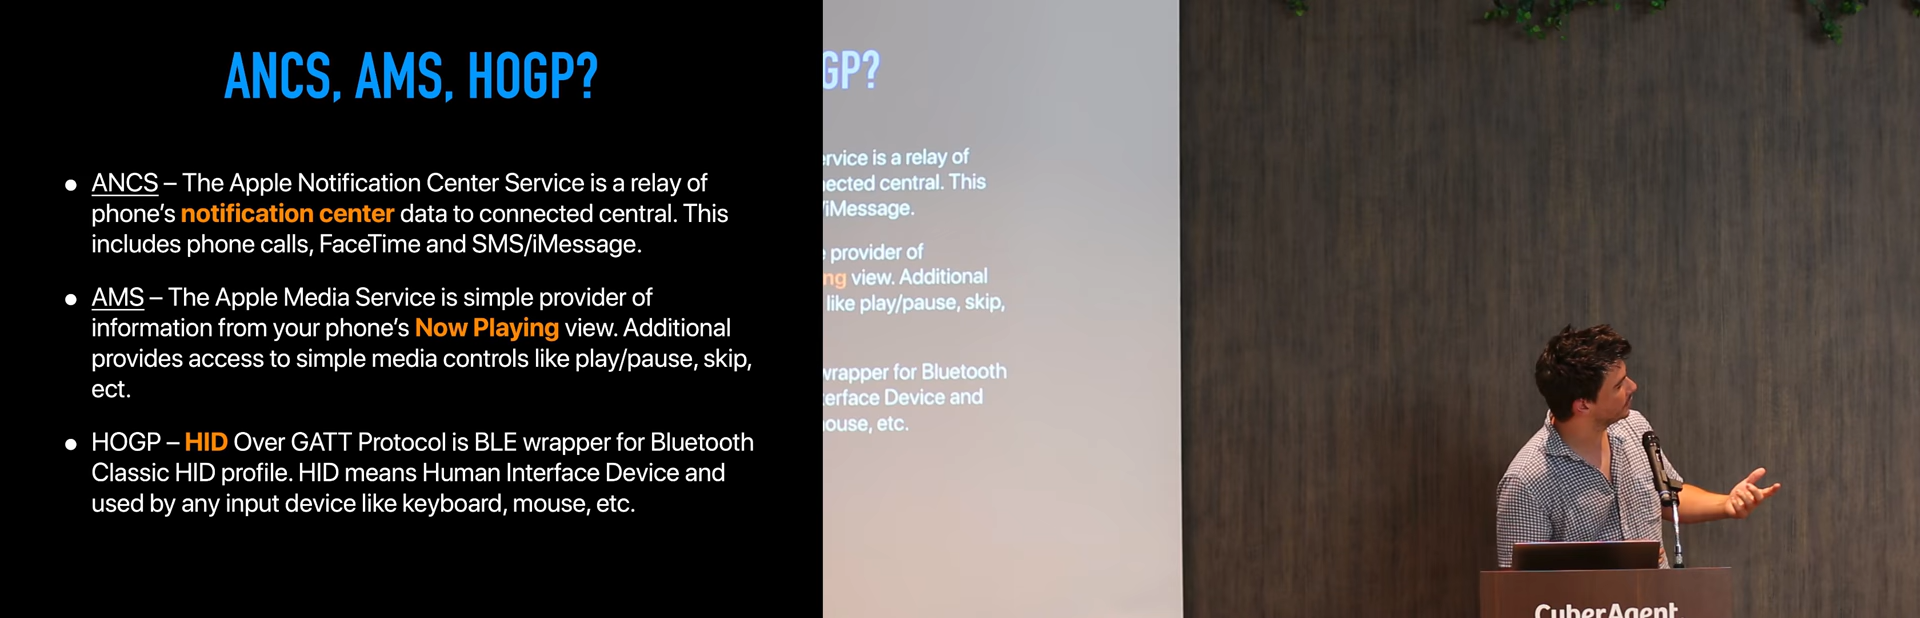 ANCS, AMS, HOGP?
● ANCS – The Apple Notification Center Service is a relay of
phone's notification center data to connected central. This
includes phone calls, FaceTime and SMS/iMessage.
● AMS – The Apple Media Service is simple provider of
information from your phone's Now Playing view. Additional
provides access to simple media controls like play/pause, skip,
ect.
● HOGP – HID Over GATT Protocol is BLE wrapper for Bluetooth
Classic HID profile. HID means Human Interface Device and
used by any input device like keyboard, mouse, etc.
GP?
ervice is a relay of
ected central. This
/iMessage.
provider of
ng view. Additional
like play/pause, skip,
wrapper for Bluetooth
erface Device and
ouse, etc.
CyberAgent